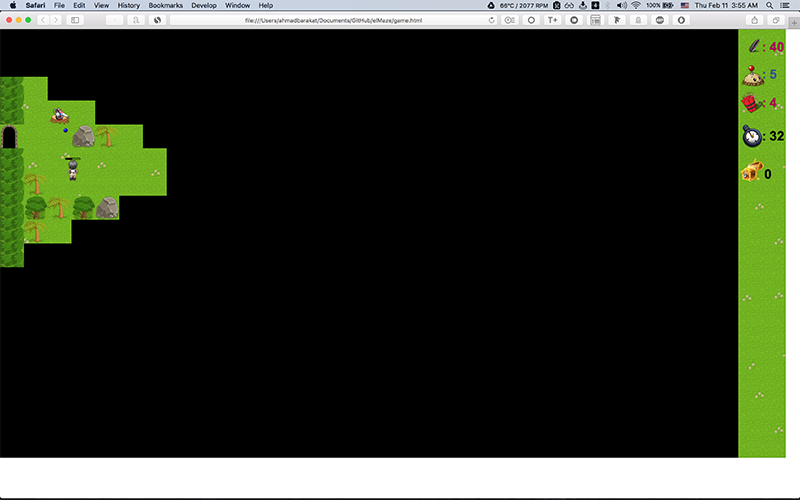 Safari File Edit View History Bookmarks Develop Window Help 66°C / 2077 RPM 100% Thu Feb 11 3:55 AM
file:///Users/ahmadbarakat/Documents/GitHub/elMaze/game.html
T+
: 40
: 5
: 4
: 32
0